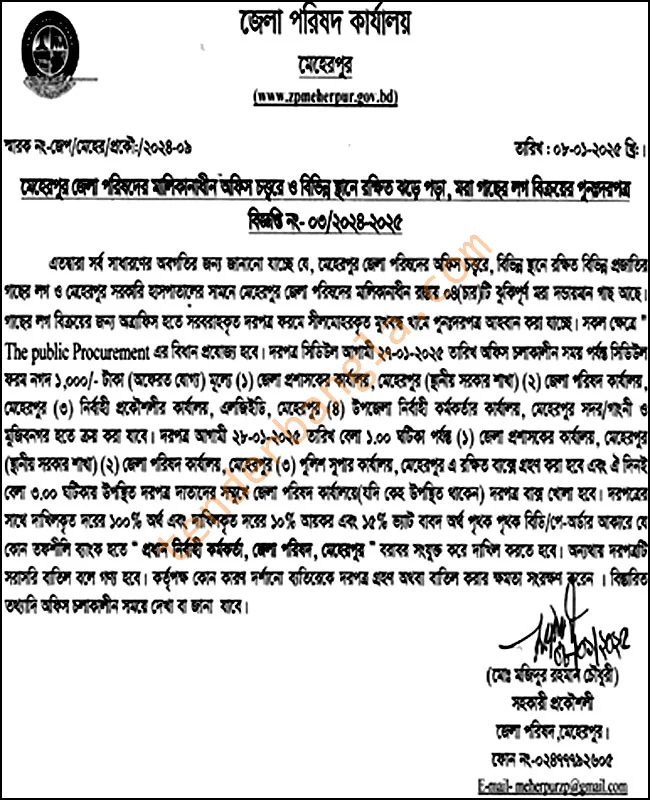 জেলা পরিষদ কার্যালয়
মেহেরপুর
(www.zpmeherpur.gov.bd)
স্মারক নং-জেপ/মেহের/প্রকৌ:/২০২৪-০৯
তারিখ : ০৮-০১-২০২৫ খ্রি:।
মেহেরপুর জেলা পরিষদের মালিকানাধীন অফিস চত্বরে ও বিভিন্ন স্থানে রক্ষিত ঝড়ে পড়া, মরা গাছের লগ বিক্রয়ের পুনঃদরপত্র
বিজ্ঞপ্তি নং- ০৩/২০২৪-২০২৫
এতদ্বারা সর্ব সাধারণের অবগতির জন্য জানানো যাচ্ছে যে, মেহেরপুর জেলা পরিষদের অফিস চত্বরে, বিভিন্ন স্থানে রক্ষিত বিভিন্ন প্রজাতির
গাছের লগ ও মেহেরপুর সরকারি হাসপাতালের সামনে মেহেরপুর জেলা পরিষদের মালিকানাধীন রাস্তার ০৪(চার)টি ঝুকিপূর্ণ মরা দন্ডায়মান গাছ আছে।
গাছের লগ বিক্রয়ের জন্য অত্রাফিস হতে সরবরাহকৃত দরপত্র ফরমে সীলমোহরকৃত মুখবন্ধ খামে পুনঃদরপত্র আহবান করা যাচ্ছে। সকল ক্ষেত্রে "
The public Procurement এর বিধান প্রযোজ্য হবে। দরপত্র সিডিউল আগামী ২৭-০১-২০২৫ তারিখ অফিস চলাকালীন সময় পর্যন্ত সিডিউল
ফরম নগদ ১,০০০/- টাকা (অফেরত যোগ্য) মূল্যে (১) জেলা প্রশাসকের কার্যালয়, মেহেরপুর (স্থানীয় সরকার শাখা) (২) জেলা পরিষদ কার্যালয়,
মেহেরপুর (৩) নির্বাহী প্রকৌশলীর কার্যালয়, এলজিইডি, মেহেরপুর (৪) উপজেলা নির্বাহী কর্মকর্তার কার্যালয়, মেহেরপুর সদর/গাংনী ও
মুজিবনগর হতে ক্রয় করা যাবে। দরপত্র আগামী ২৮-০১-২০২৫ তারিখ বেলা ১.০০ ঘটিকা পর্যন্ত (১) জেলা প্রশাসকের কার্যালয়, মেহেরপুর
(স্থানীয় সরকার শাখা) (২) জেলা পরিষদ কার্যালয়, মেহেরপুর (৩) পুলিশ সুপার কার্যালয়, মেহেরপুর এ রক্ষিত বাক্সে গ্রহণ করা হবে এবং ঐ দিনই
বেলা ৩.০০ ঘটিকার উপস্থিত দরপত্র দাতাদের সম্মুখে জেলা পরিষদ কার্যালয়ে(যদি কেহ উপস্থিত থাকেন) দরপত্র বাক্স খোলা হবে। দরপত্রের
সাথে দাখিলকৃত দরের ১০০% অর্থ এবং দাখিলকৃত দরের ১০% আয়কর এবং ১৫% ভ্যাট বাবদ অর্থ পৃথক পৃথক বিডি/পে-অর্ডার আকারে যে
কোন তফশীলি ব্যাংক হতে " প্রধান নির্বাহী কর্মকর্তা, জেলা পরিষদ, মেহেরপুর " বরাবর সংযুক্ত করে দাখিল করতে হবে। অন্যথায় দরপত্রটি
সরাসরি বাতিল বলে গণ্য হবে। কর্তৃপক্ষ কোন কারণ দর্শানো ব্যতিরেকে দরপত্র গ্রহণ অথবা বাতিল করার ক্ষমতা সংরক্ষণ করেন । বিস্তারিত
তথ্যাদি অফিস চলাকালীন সময়ে দেখা বা জানা যাবে।
tenderbangla.com
০৮/০১/২০২৫
(মোঃ মজিদুর রহমান চৌধুরী)
সহকারী প্রকৌশলী
জেলা পরিষদ,মেহেরপুর।
ফোন নং-০২৪৭৭৭৯২৬০৫
E-mail- meherpurzp@gmail.com